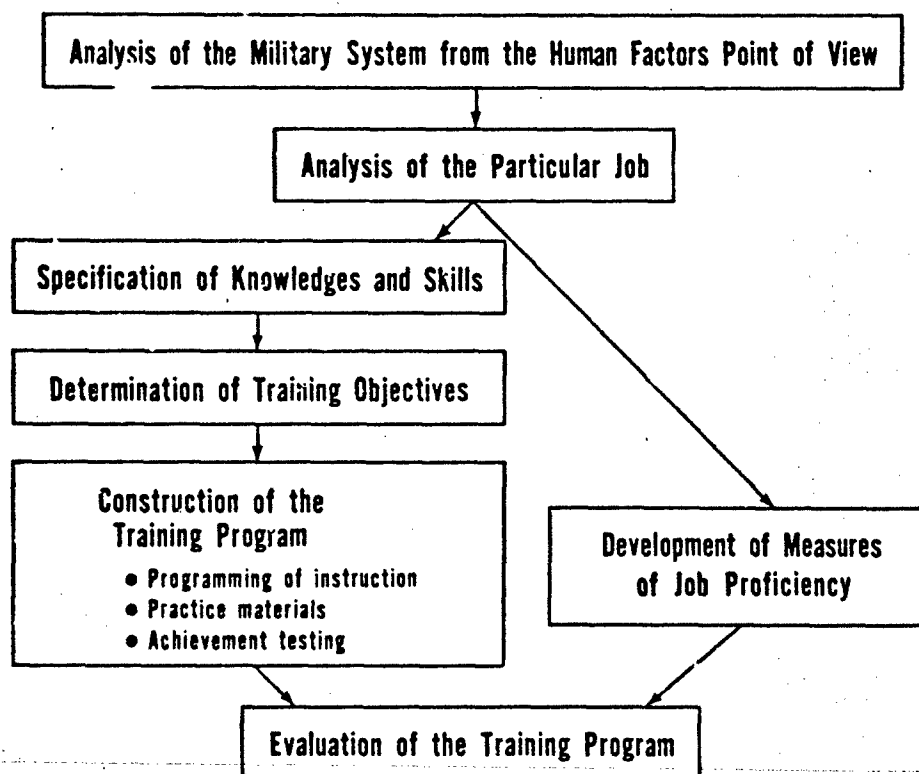 Analysis of the Military System from the Human Factors Point of View
Analysis of the Particular Job
Specification of Knowledges and Skills
Determination of Training Objectives
Construction of the
Training Program
• Programming of instruction
• Practice materials
• Achievement testing
Development of Measures
of Job Proficiency
Evaluation of the Training Program